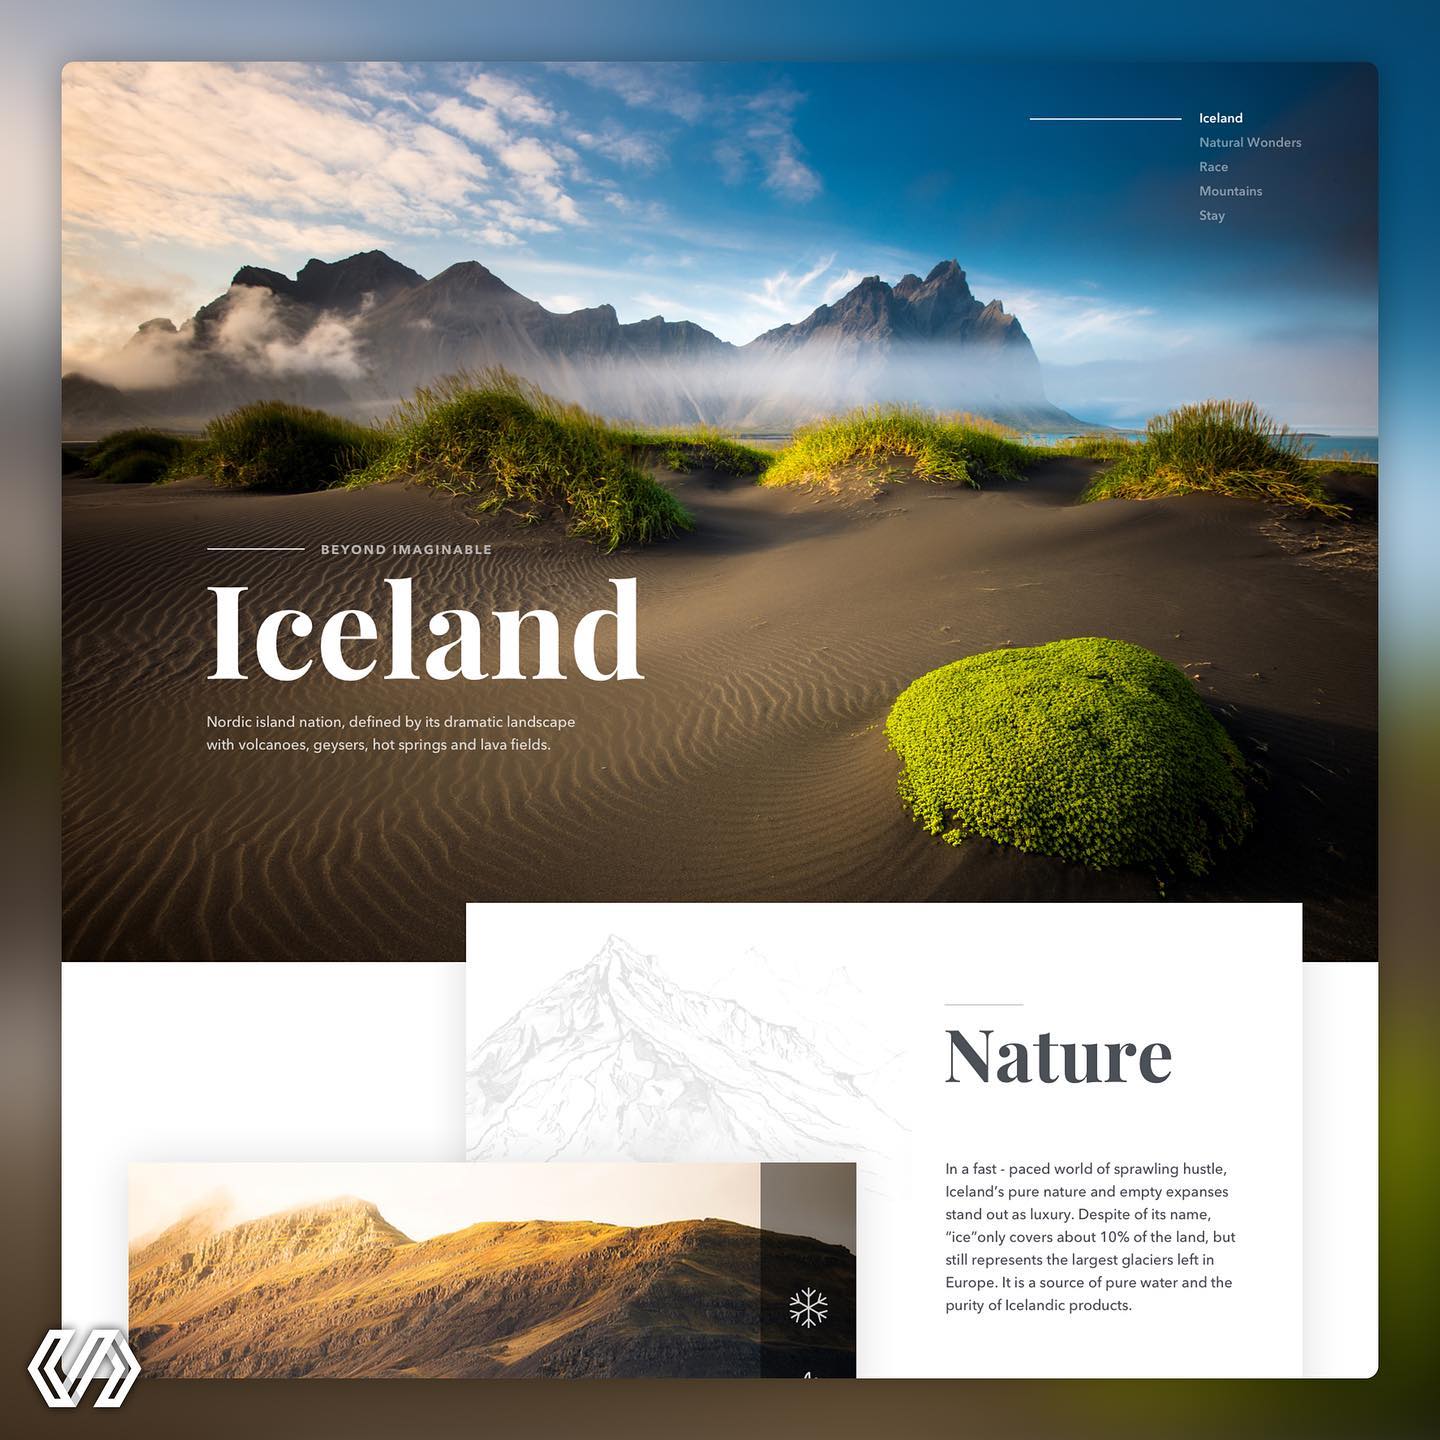 Iceland
Natural Wonders
Race
Mountains
Stay
BEYOND IMAGINABLE
Iceland
Nordic island nation, defined by its dramatic landscape
with volcanoes, geysers, hot springs and lava fields.
Nature
In a fast - paced world of sprawling hustle,
Iceland’s pure nature and empty expanses
stand out as luxury. Despite of its name,
“ice”only covers about 10% of the land, but
still represents the largest glaciers left in
Europe. It is a source of pure water and the
purity of Icelandic products.